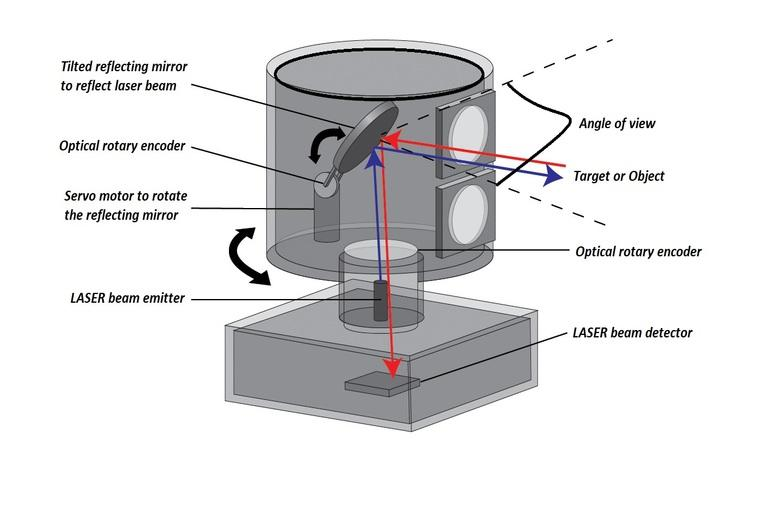 Tilted reflecting mirror
to reflect laser beam
Optical rotary encoder
Servo motor to rotate
the reflecting mirror
LASER beam emitter
Angle of view
Target or Object
Optical rotary encoder
LASER beam detector